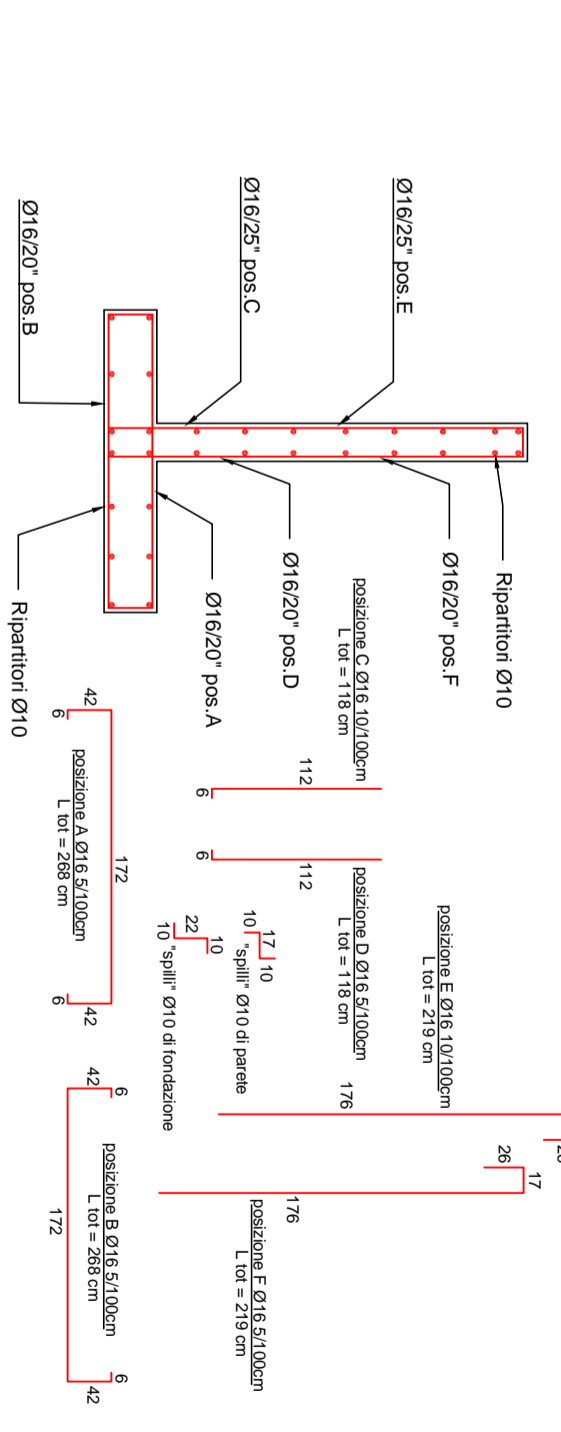 Ø16/20" pos.B
Ø16/25" pos.C
Ø16/25" pos.E
Ripartitori Ø10
Ø16/20" pos.F
Ø16/20" pos.D
Ø16/20" pos.A
Ripartitori Ø10
posizione C Ø16 10/100cm
L tot = 118 cm
112
6
posizione D Ø16 5/100cm
L tot = 118 cm
112
6
posizione E Ø16 10/100cm
L tot = 219 cm
176
26
17
176
posizione F Ø16 5/100cm
L tot = 219 cm
10
17
10
"spilli" Ø10 di parete
10
22
10
"spilli" Ø10 di fondazione
42
6
172
posizione A Ø16 5/100cm
L tot = 268 cm
6
42
42
6
posizione B Ø16 5/100cm
L tot = 268 cm
172
6
42